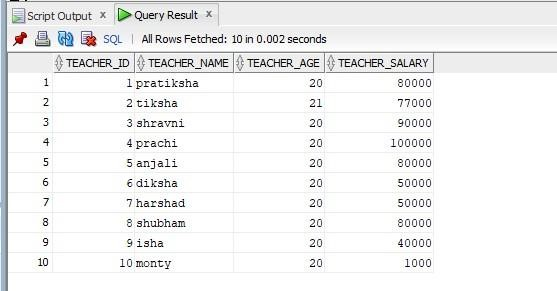 Script Output x Query Result x
SQL | All Rows Fetched: 10 in 0.002 seconds
TEACHER_ID TEACHER_NAME TEACHER_AGE TEACHER_SALARY
1 1 pratiksha 20 80000
2 2 tiksha 21 77000
3 3 shravni 20 90000
4 4 prachi 20 100000
5 5 anjali 20 80000
6 6 diksha 20 50000
7 7 harshad 20 50000
8 8 shubham 20 80000
9 9 isha 20 40000
10 10 monty 20 1000